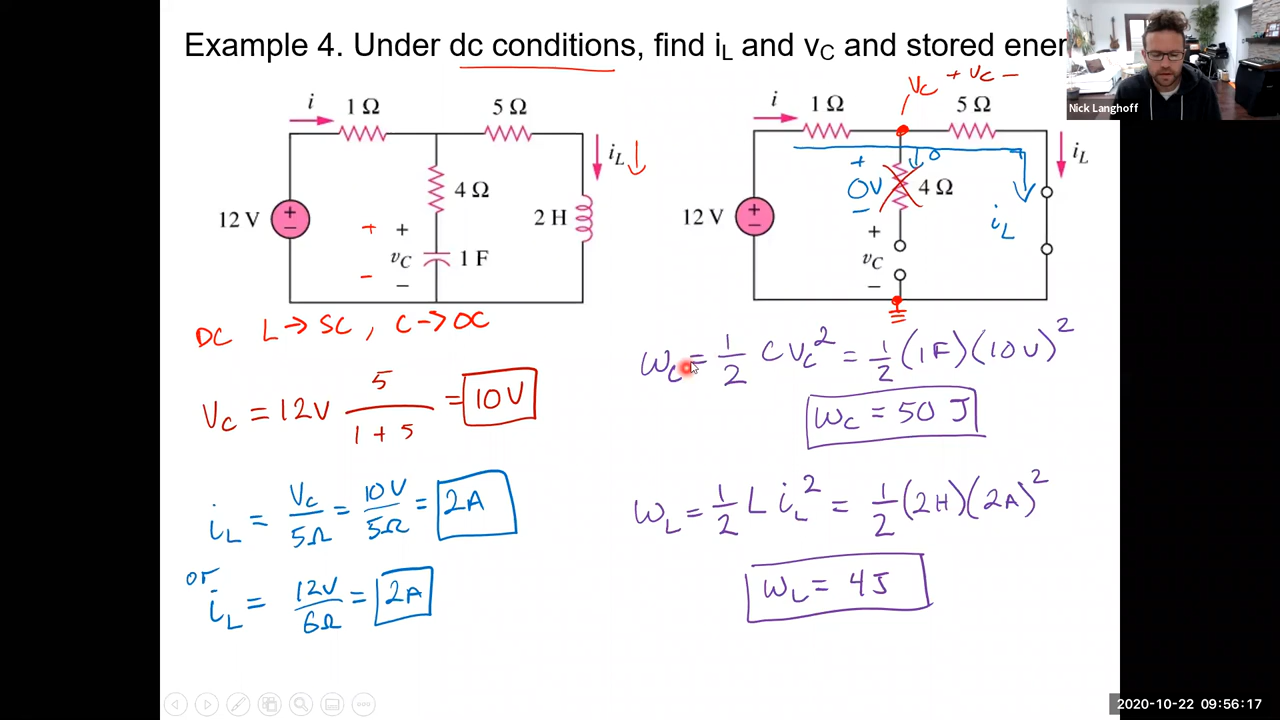 Example 4. Under dc conditions, find iL and vC and stored ener
Nick Langhoff
i 1 Ω 5 Ω
iL
4 Ω
12 V
2 H
+ +
vC 1 F
− −
DC L → SC , C → OC
VC = 12V 5/(1 + 5) = 10V
iL = VC/5Ω = 10V/5Ω = 2A
or
iL = 12V/6Ω = 2A
VC + VC −
i 1 Ω 5 Ω
0 iL
+
0V 4 Ω
−
iL
12 V
+
vC
−
WC = 1/2 C VC² = 1/2 (1F)(10V)²
WC = 50 J
WL = 1/2 L iL² = 1/2 (2H)(2A)²
WL = 4J
2020-10-22 09:56:17